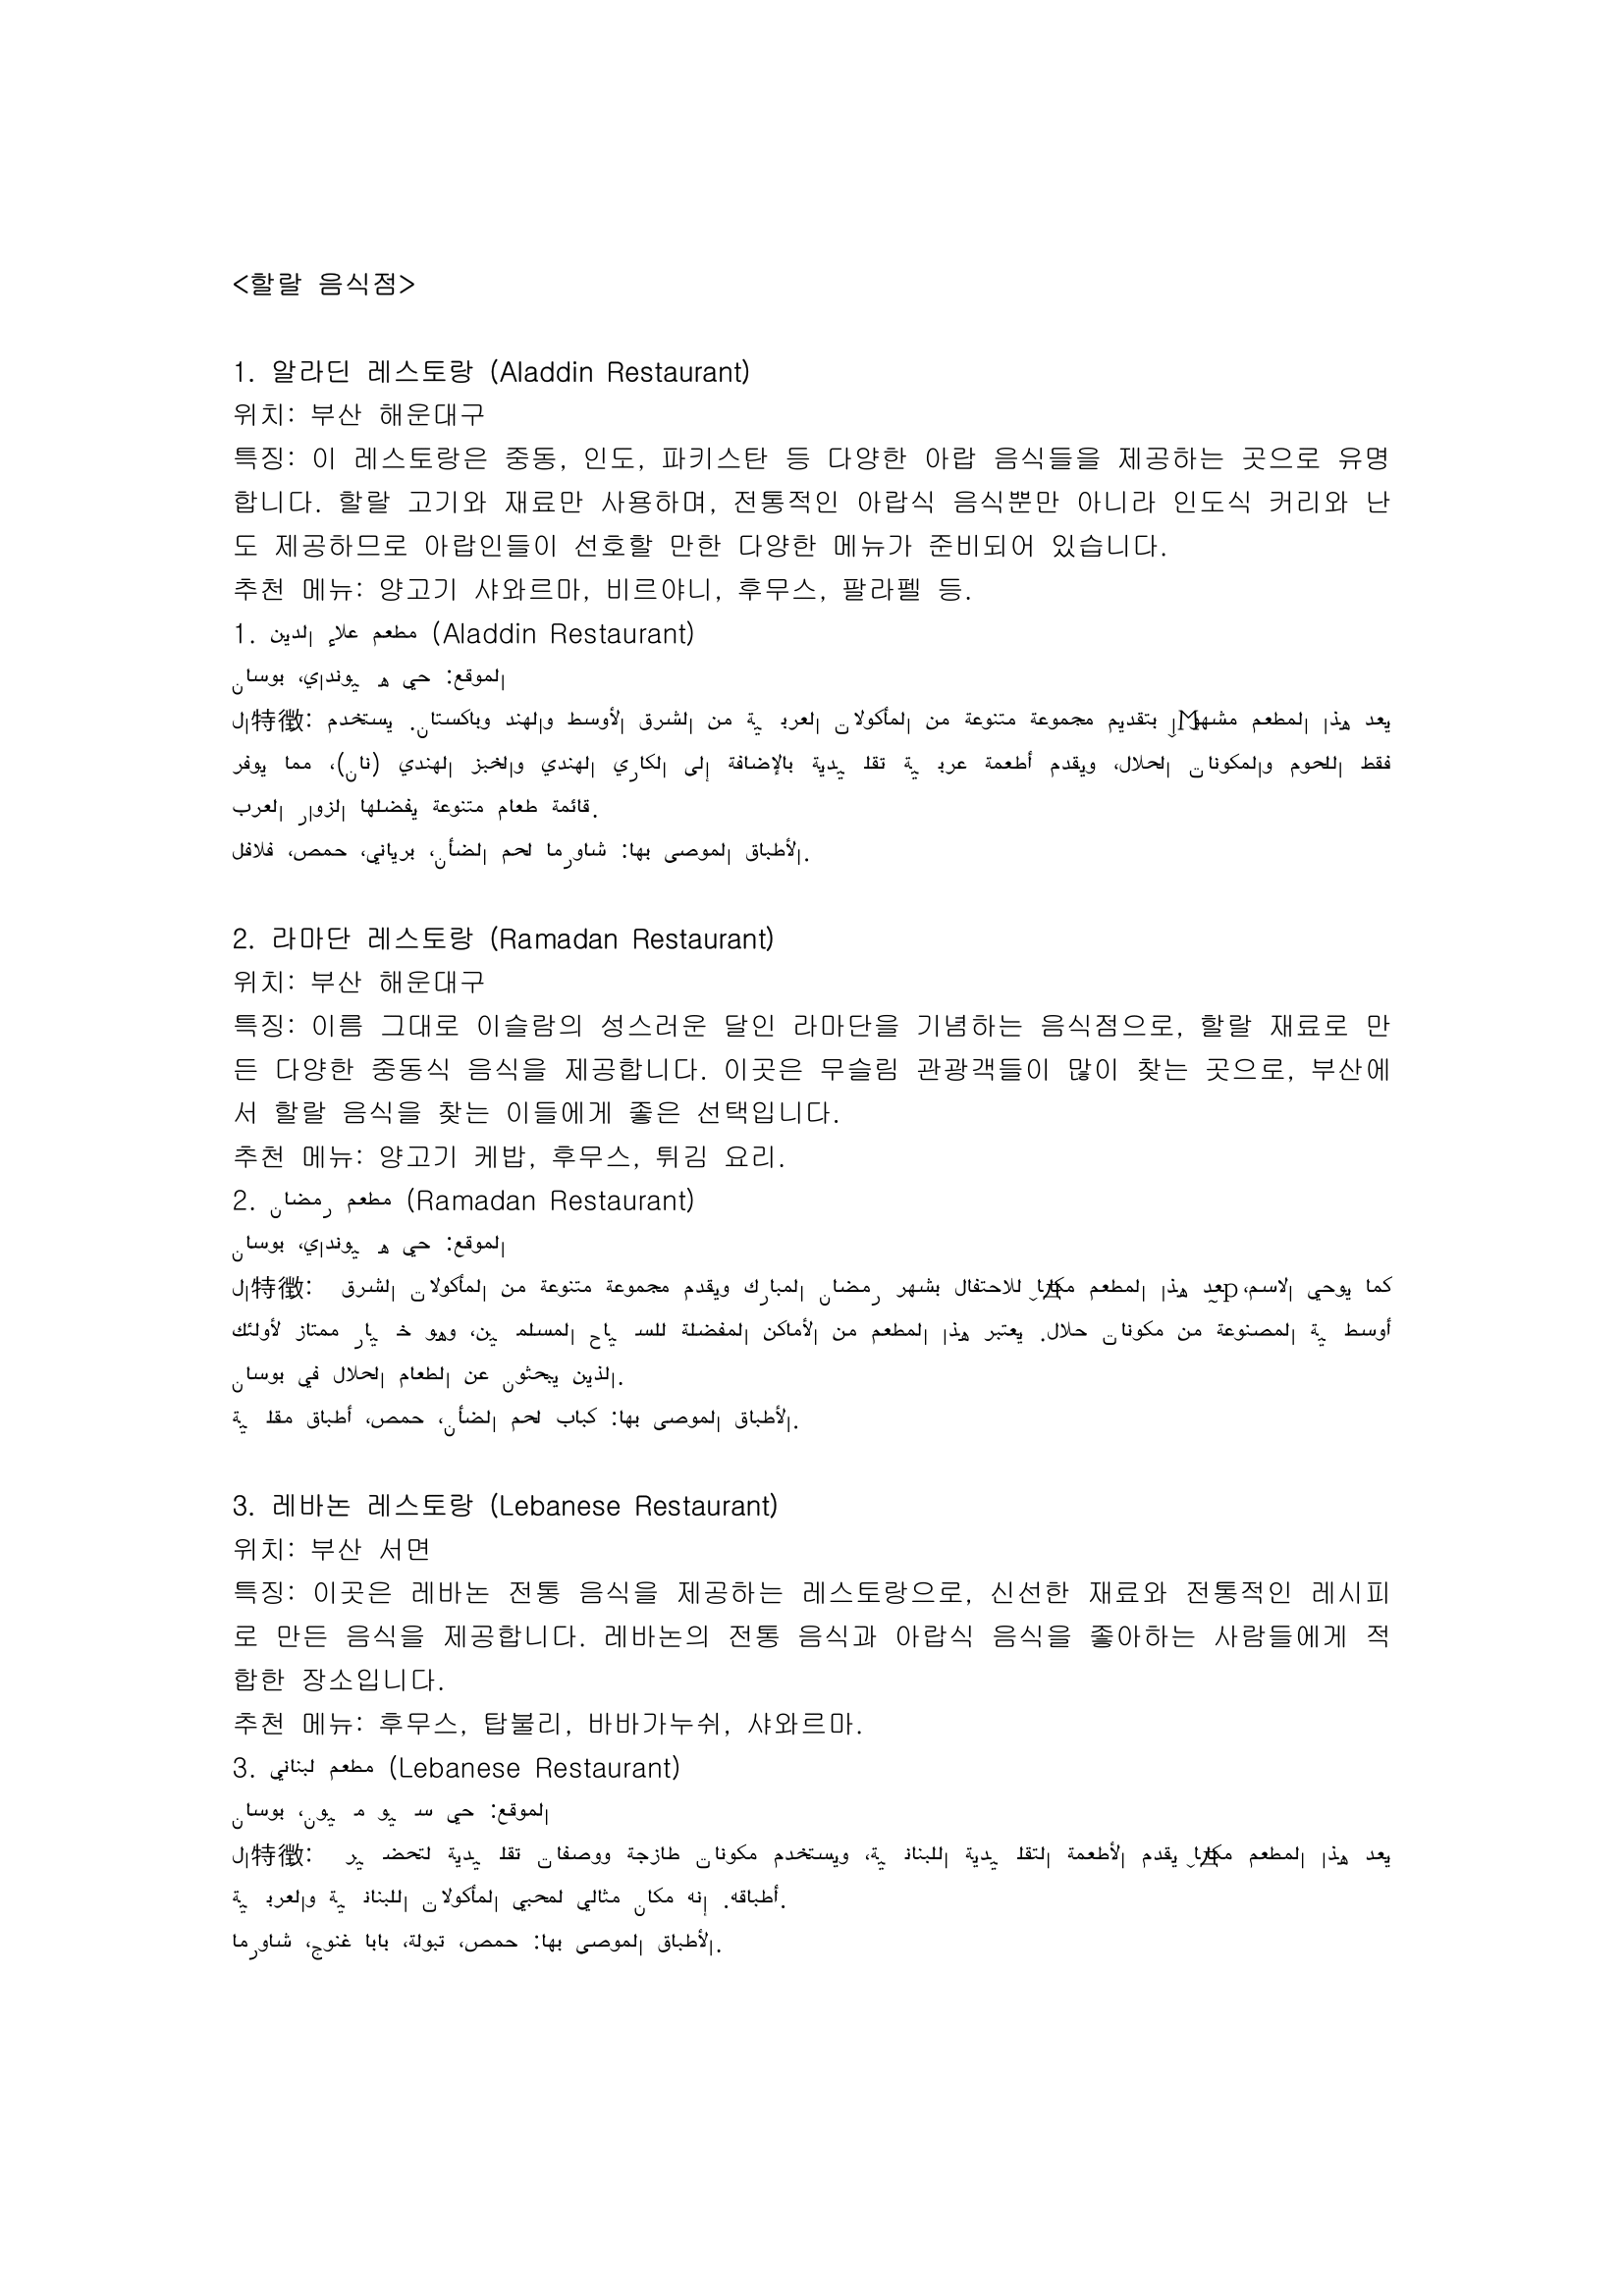 <할랄 음식점>
1. 알라딘 레스토랑 (Aladdin Restaurant)
위치: 부산 해운대구
특징: 이 레스토랑은 중동, 인도, 파키스탄 등 다양한 아랍 음식들을 제공하는 곳으로 유명
합니다. 할랄 고기와 재료만 사용하며, 전통적인 아랍식 음식뿐만 아니라 인도식 커리와 난
도 제공하므로 아랍인들이 선호할 만한 다양한 메뉴가 준비되어 있습니다.
추천 메뉴: 양고기 샤와르마, 비르야니, 후무스, 팔라펠 등.
1. مطعم علاء الدين (Aladdin Restaurant)
الموقع: حي هيونداي، بوسان
ال特徴: يعد هذا المطعم بتقديم مجموعة متنوعة من المأكولات العربية من الشرق الأوسط والهند وباكستان. يستخدم
فقط اللحوم والمكونات الحلال، ويقدم أطعمة عربية تقليدية بالإضافة إلى الكاري الهندي والخبز الهندي (نان)، مما يوفر
قائمة طعام متنوعة يفضلها الزوار العرب.
الأطباق الموصى بها: شاورما لحم الضأن، برياني، حمص، فلافل.
2. 라마단 레스토랑 (Ramadan Restaurant)
위치: 부산 해운대구
특징: 이름 그대로 이슬람의 성스러운 달인 라마단을 기념하는 음식점으로, 할랄 재료로 만
든 다양한 중동식 음식을 제공합니다. 이곳은 무슬림 관광객들이 많이 찾는 곳으로, 부산에
서 할랄 음식을 찾는 이들에게 좋은 선택입니다.
추천 메뉴: 양고기 케밥, 후무스, 튀김 요리.
2. مطعم رمضان (Ramadan Restaurant)
الموقع: حي هيونداي، بوسان
ال特徴: كما يوحي الاسم، هذا المطعم للاحتفال بشهر رمضان المبارك ويقدم مجموعة متنوعة من المأكولات الشرق
أوسطية المصنوعة من مكونات حلال. يعتبر هذا المطعم من الأماكن المفضلة للسياح المسلمين، وهو خيار ممتاز لأولئك
الذين يبحثون عن الطعام الحلال في بوسان.
الأطباق الموصى بها: كباب لحم الضأن، حمص، أطباق مقلية.
3. 레바논 레스토랑 (Lebanese Restaurant)
위치: 부산 서면
특징: 이곳은 레바논 전통 음식을 제공하는 레스토랑으로, 신선한 재료와 전통적인 레시피
로 만든 음식을 제공합니다. 레바논의 전통 음식과 아랍식 음식을 좋아하는 사람들에게 적
합한 장소입니다.
추천 메뉴: 후무스, 탑불리, 바바가누쉬, 샤와르마.
3. مطعم لبناني (Lebanese Restaurant)
الموقع: حي سيو ميون، بوسان
ال特徴: يعد هذا المطعم يقدم الأطعمة التقليدية اللبنانية، ويستخدم مكونات طازجة ووصفات تقليدية لتحضير
أطباقه. إنه مكان مثالي لمحبي المأكولات اللبنانية والعربية.
الأطباق الموصى بها: حمص، تبولة، بابا غنوج، شاورما.